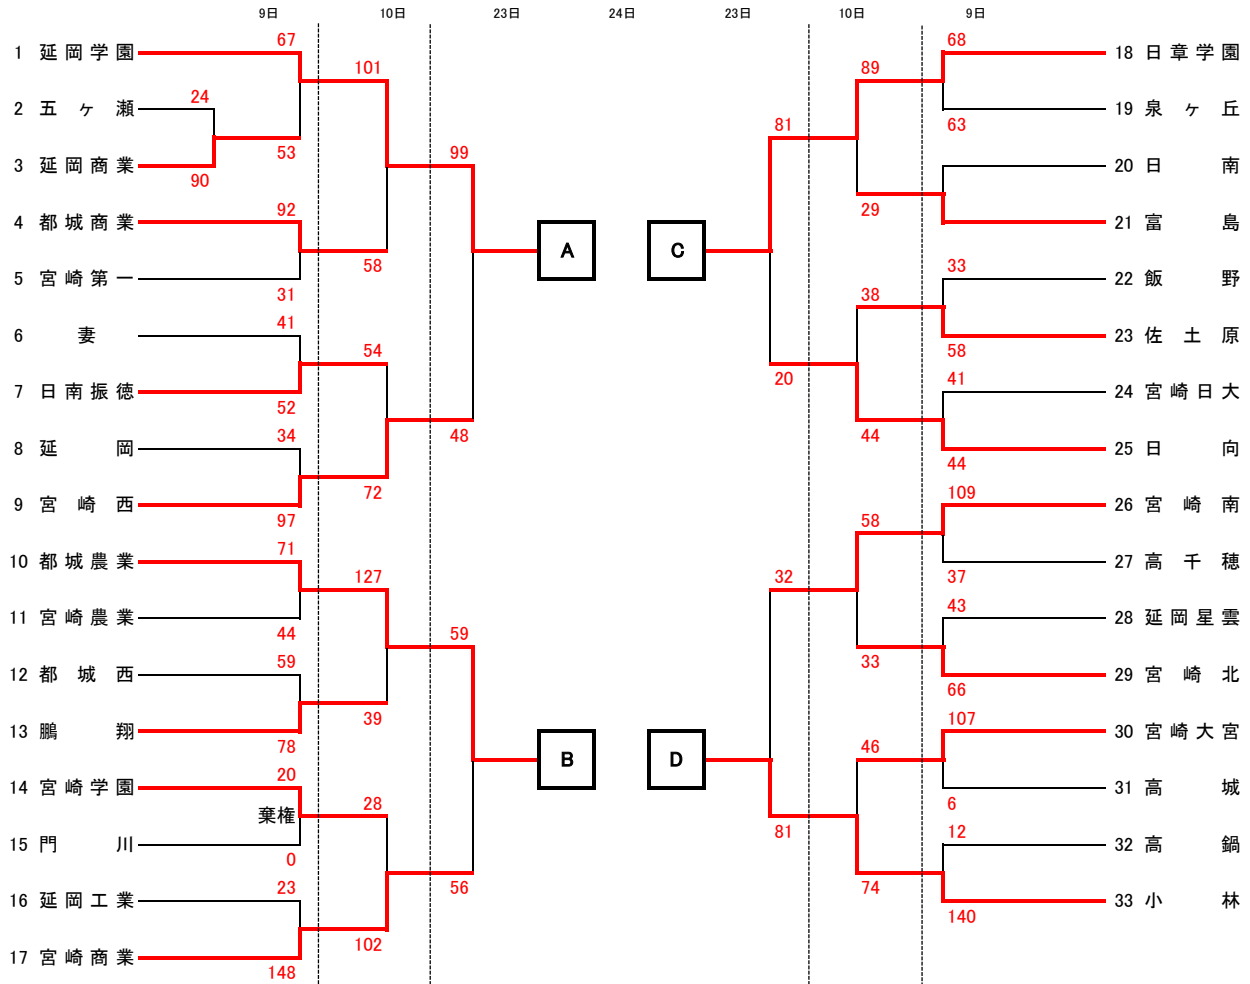 9日 10日 23日 24日 23日 10日 9日
67 68
1 延岡学園 101 89 18 日章学園
24
2 五ヶ瀬 19 泉ヶ丘
81 63
53 99
3 延岡商業 20 日南
90
92 29
4 都城商業 21 富島
A C
58 33
5 宮崎第一 22 飯野
31 38
41
6 妻 23 佐土原
54 58
20 41
7 日南振徳 24 宮崎日大
52
34 48 44
8 延岡 25 日向
44
72 109
9 宮崎西 26 宮崎南
97 58
71
10 都城農業 27 高千穂
127 32 37
43
11 宮崎農業 28 延岡星雲
44 59 33
59
12 都城西 29 宮崎北
66
39 107
13 鵬翔 30 宮崎大宮
78 46
B D
20
14 宮崎学園 31 高城
28 6
棄権
81 12
15 門川 32 高鍋
0
23 56 74
16 延岡工業 33 小林
140
102
17 宮崎商業
148